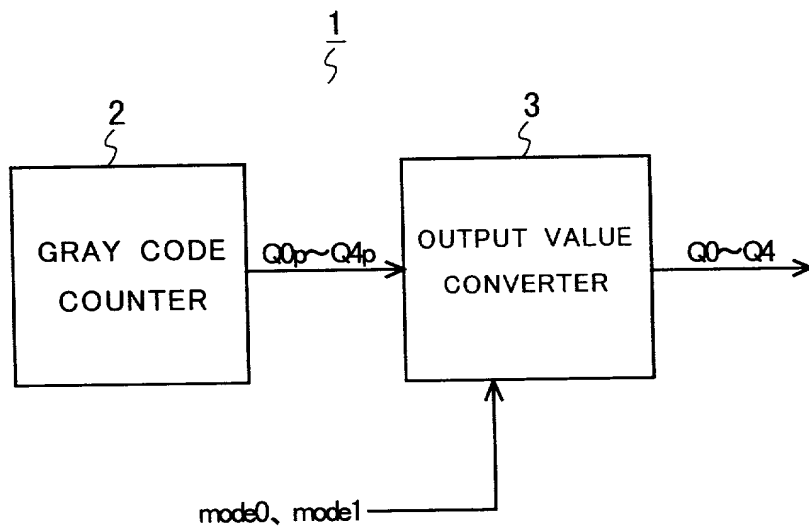 1
2
3
GRAY CODE
COUNTER
Q0p~Q4p
OUTPUT VALUE
CONVERTER
Q0~Q4
mode0、mode1